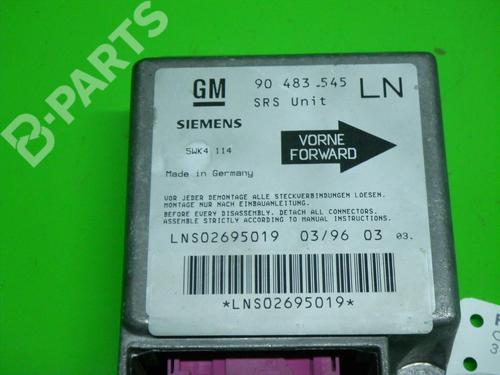 B-PARTS
GM 90 483 545 LN
SRS Unit
SIEMENS
5WK4 114
VORNE
FORWARD
Made in Germany
VOR JEDER DEMONTAGE ALLE STECKVERBINDUNGEN LOESEN.
MONTAGE NUR NACH EINBAUANLEITUNG.
BEFORE EVERY DISASSEMBLY, DETACH ALL CONNECTORS.
ASSEMBLE STRICTLY ACCORDING TO MANUAL INSTRUCTIONS.
LNS02695019 03/96 03 03.
*LNS02695019*